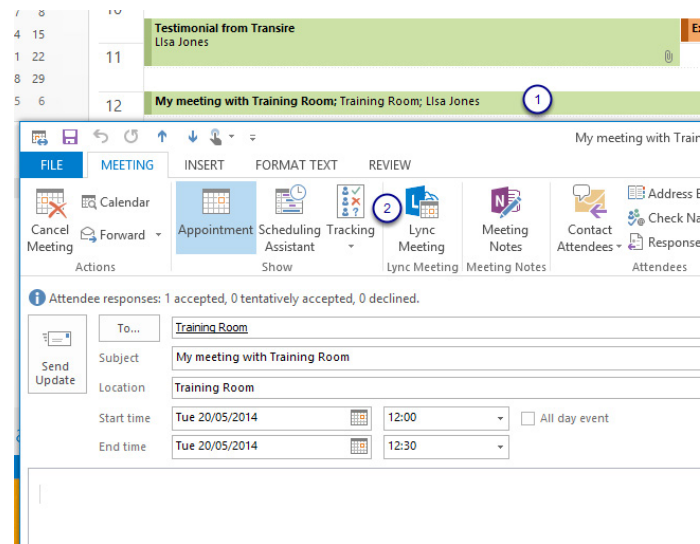 7 8 10
4 15 Testimonial from Transire E
LIsa Jones
1 22 11
8 29
5 6 12 My meeting with Training Room; Training Room; LIsa Jones 1
My meeting with Train
FILE MEETING INSERT FORMAT TEXT REVIEW
Calendar Address B
2 Check Na
Cancel Meeting Forward Appointment Scheduling Assistant Tracking Lync Meeting Meeting Notes Contact Attendees Response
Actions Show Lync Meeting Meeting Notes Attendees
Attendee responses: 1 accepted, 0 tentatively accepted, 0 declined.
To... Training Room
Subject My meeting with Training Room
Send Update
Location Training Room
Start time Tue 20/05/2014 12:00 All day event
End time Tue 20/05/2014 12:30